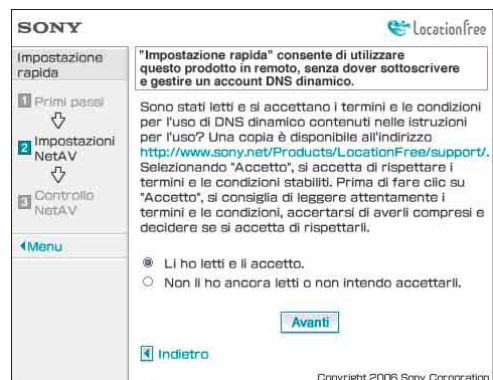 SONY
LocationFree
Impostazione
rapida
1 Primi passi
2 Impostazioni
NetAV
3 Controllo
NetAV
Menu
"Impostazione rapida" consente di utilizzare
questo prodotto in remoto, senza dover sottoscrivere
e gestire un account DNS dinamico.
Sono stati letti e si accettano i termini e le condizioni
per l'uso di DNS dinamico contenuti nelle istruzioni
per l'uso? Una copia è disponibile all'indirizzo
http://www.sony.net/Products/LocationFree/support/.
Selezionando "Accetto", si accetta di rispettare i
termini e le condizioni stabiliti. Prima di fare clic su
"Accetto", si consiglia di leggere attentamente i
termini e le condizioni, accertarsi di averli compresi e
decidere se si accetta di rispettarli.
Li ho letti e li accetto.
Non li ho ancora letti o non intendo accettarli.
Avanti
Indietro
Copyright 2006 Sony Corporation